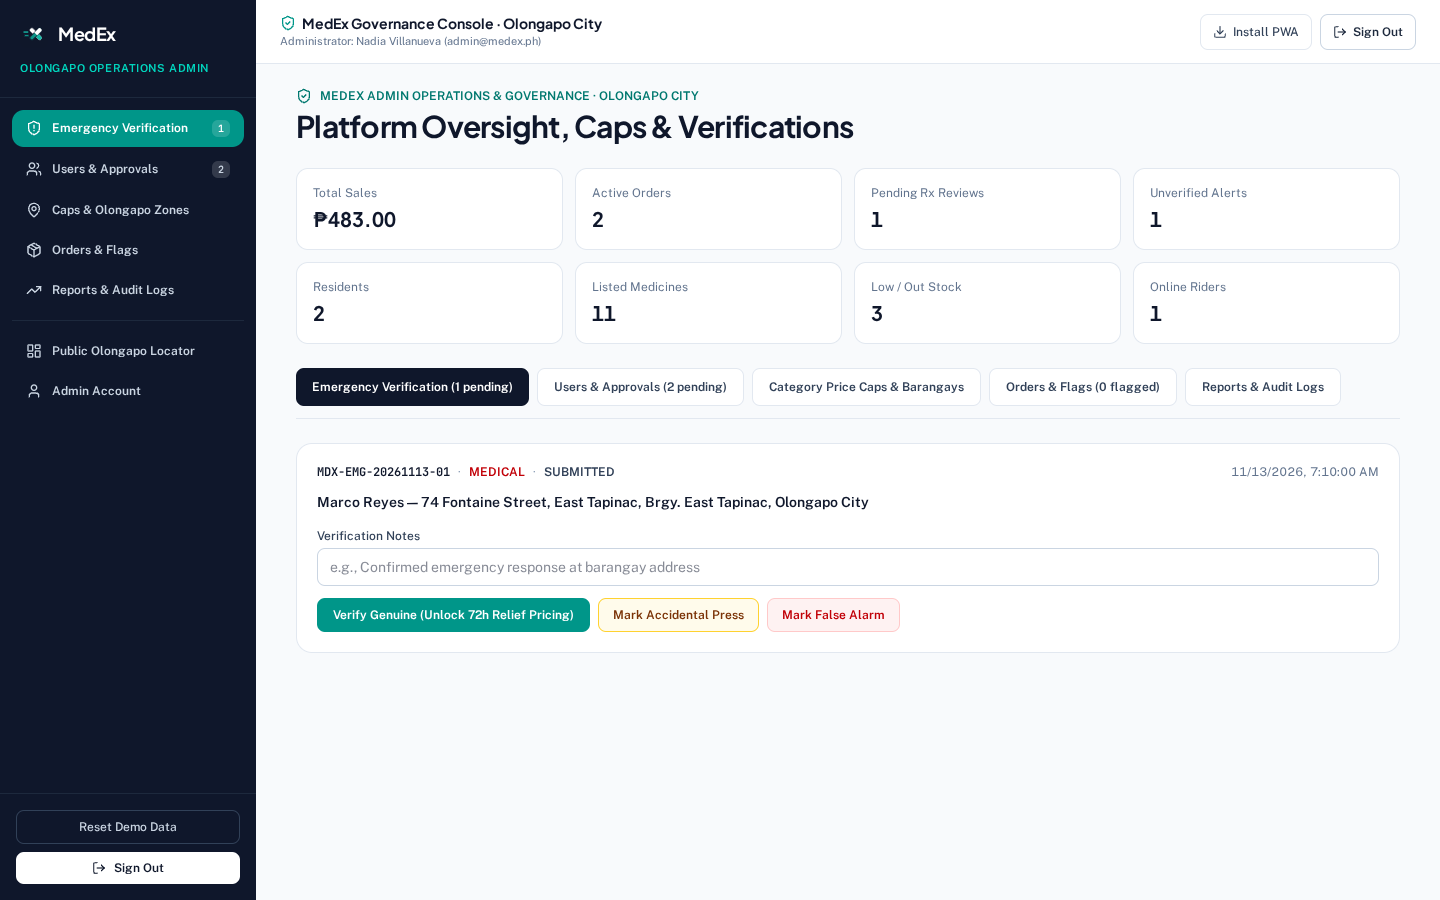 MedEx
OLONGAPO OPERATIONS ADMIN
Emergency Verification 1
Users & Approvals 2
Caps & Olongapo Zones
Orders & Flags
Reports & Audit Logs
Public Olongapo Locator
Admin Account
Reset Demo Data
Sign Out
MedEx Governance Console · Olongapo City
Administrator: Nadia Villanueva (admin@medex.ph)
Install PWA
Sign Out
MEDEX ADMIN OPERATIONS & GOVERNANCE · OLONGAPO CITY
Platform Oversight, Caps & Verifications
Total Sales
₱483.00
Active Orders
2
Pending Rx Reviews
1
Unverified Alerts
1
Residents
2
Listed Medicines
11
Low / Out Stock
3
Online Riders
1
Emergency Verification (1 pending)
Users & Approvals (2 pending)
Category Price Caps & Barangays
Orders & Flags (0 flagged)
Reports & Audit Logs
MDX-EMG-20261113-01 · MEDICAL · SUBMITTED
11/13/2026, 7:10:00 AM
Marco Reyes — 74 Fontaine Street, East Tapinac, Brgy. East Tapinac, Olongapo City
Verification Notes
e.g., Confirmed emergency response at barangay address
Verify Genuine (Unlock 72h Relief Pricing)
Mark Accidental Press
Mark False Alarm